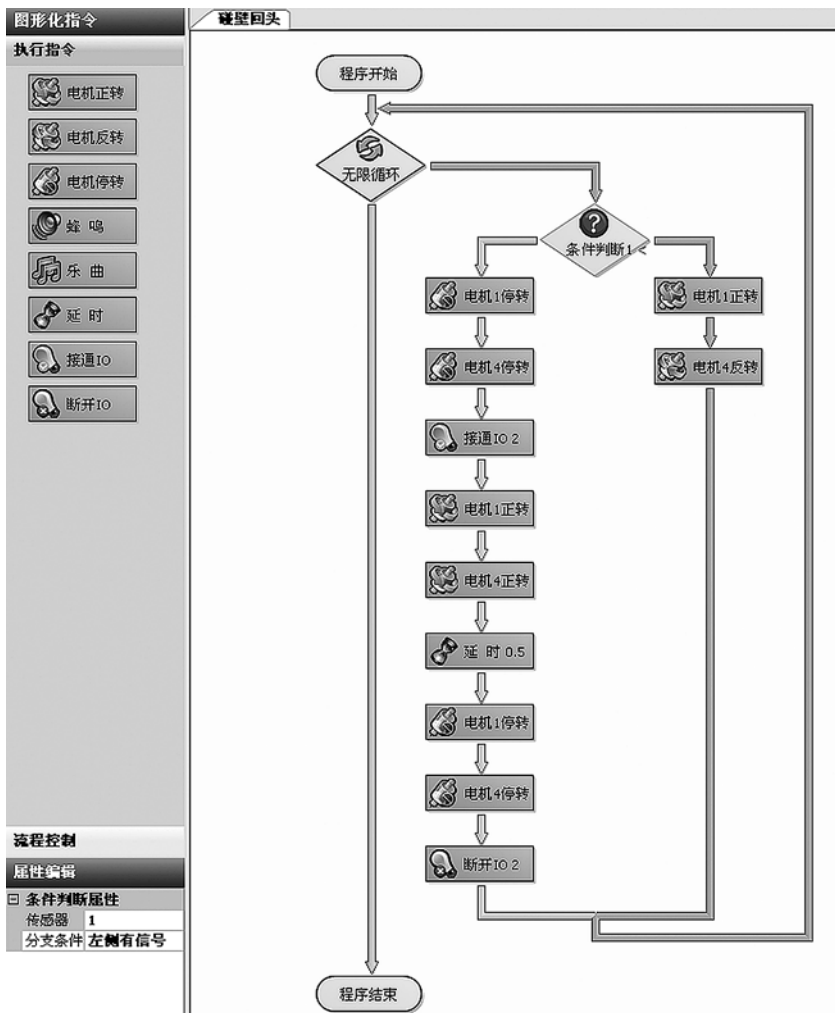 图形化指令
执行指令
电机正转
电机反转
电机停转
蜂 鸣
乐 曲
延 时
接通IO
断开IO
流程控制
属性编辑
条件判断属性
传感器 1
分支条件 左侧有信号
碰壁回头
程序开始
无限循环
条件判断1 <
电机1停转
电机4停转
接通IO 2
电机1正转
电机4正转
延 时 0.5
电机1停转
电机4停转
断开IO 2
电机1正转
电机4反转
程序结束